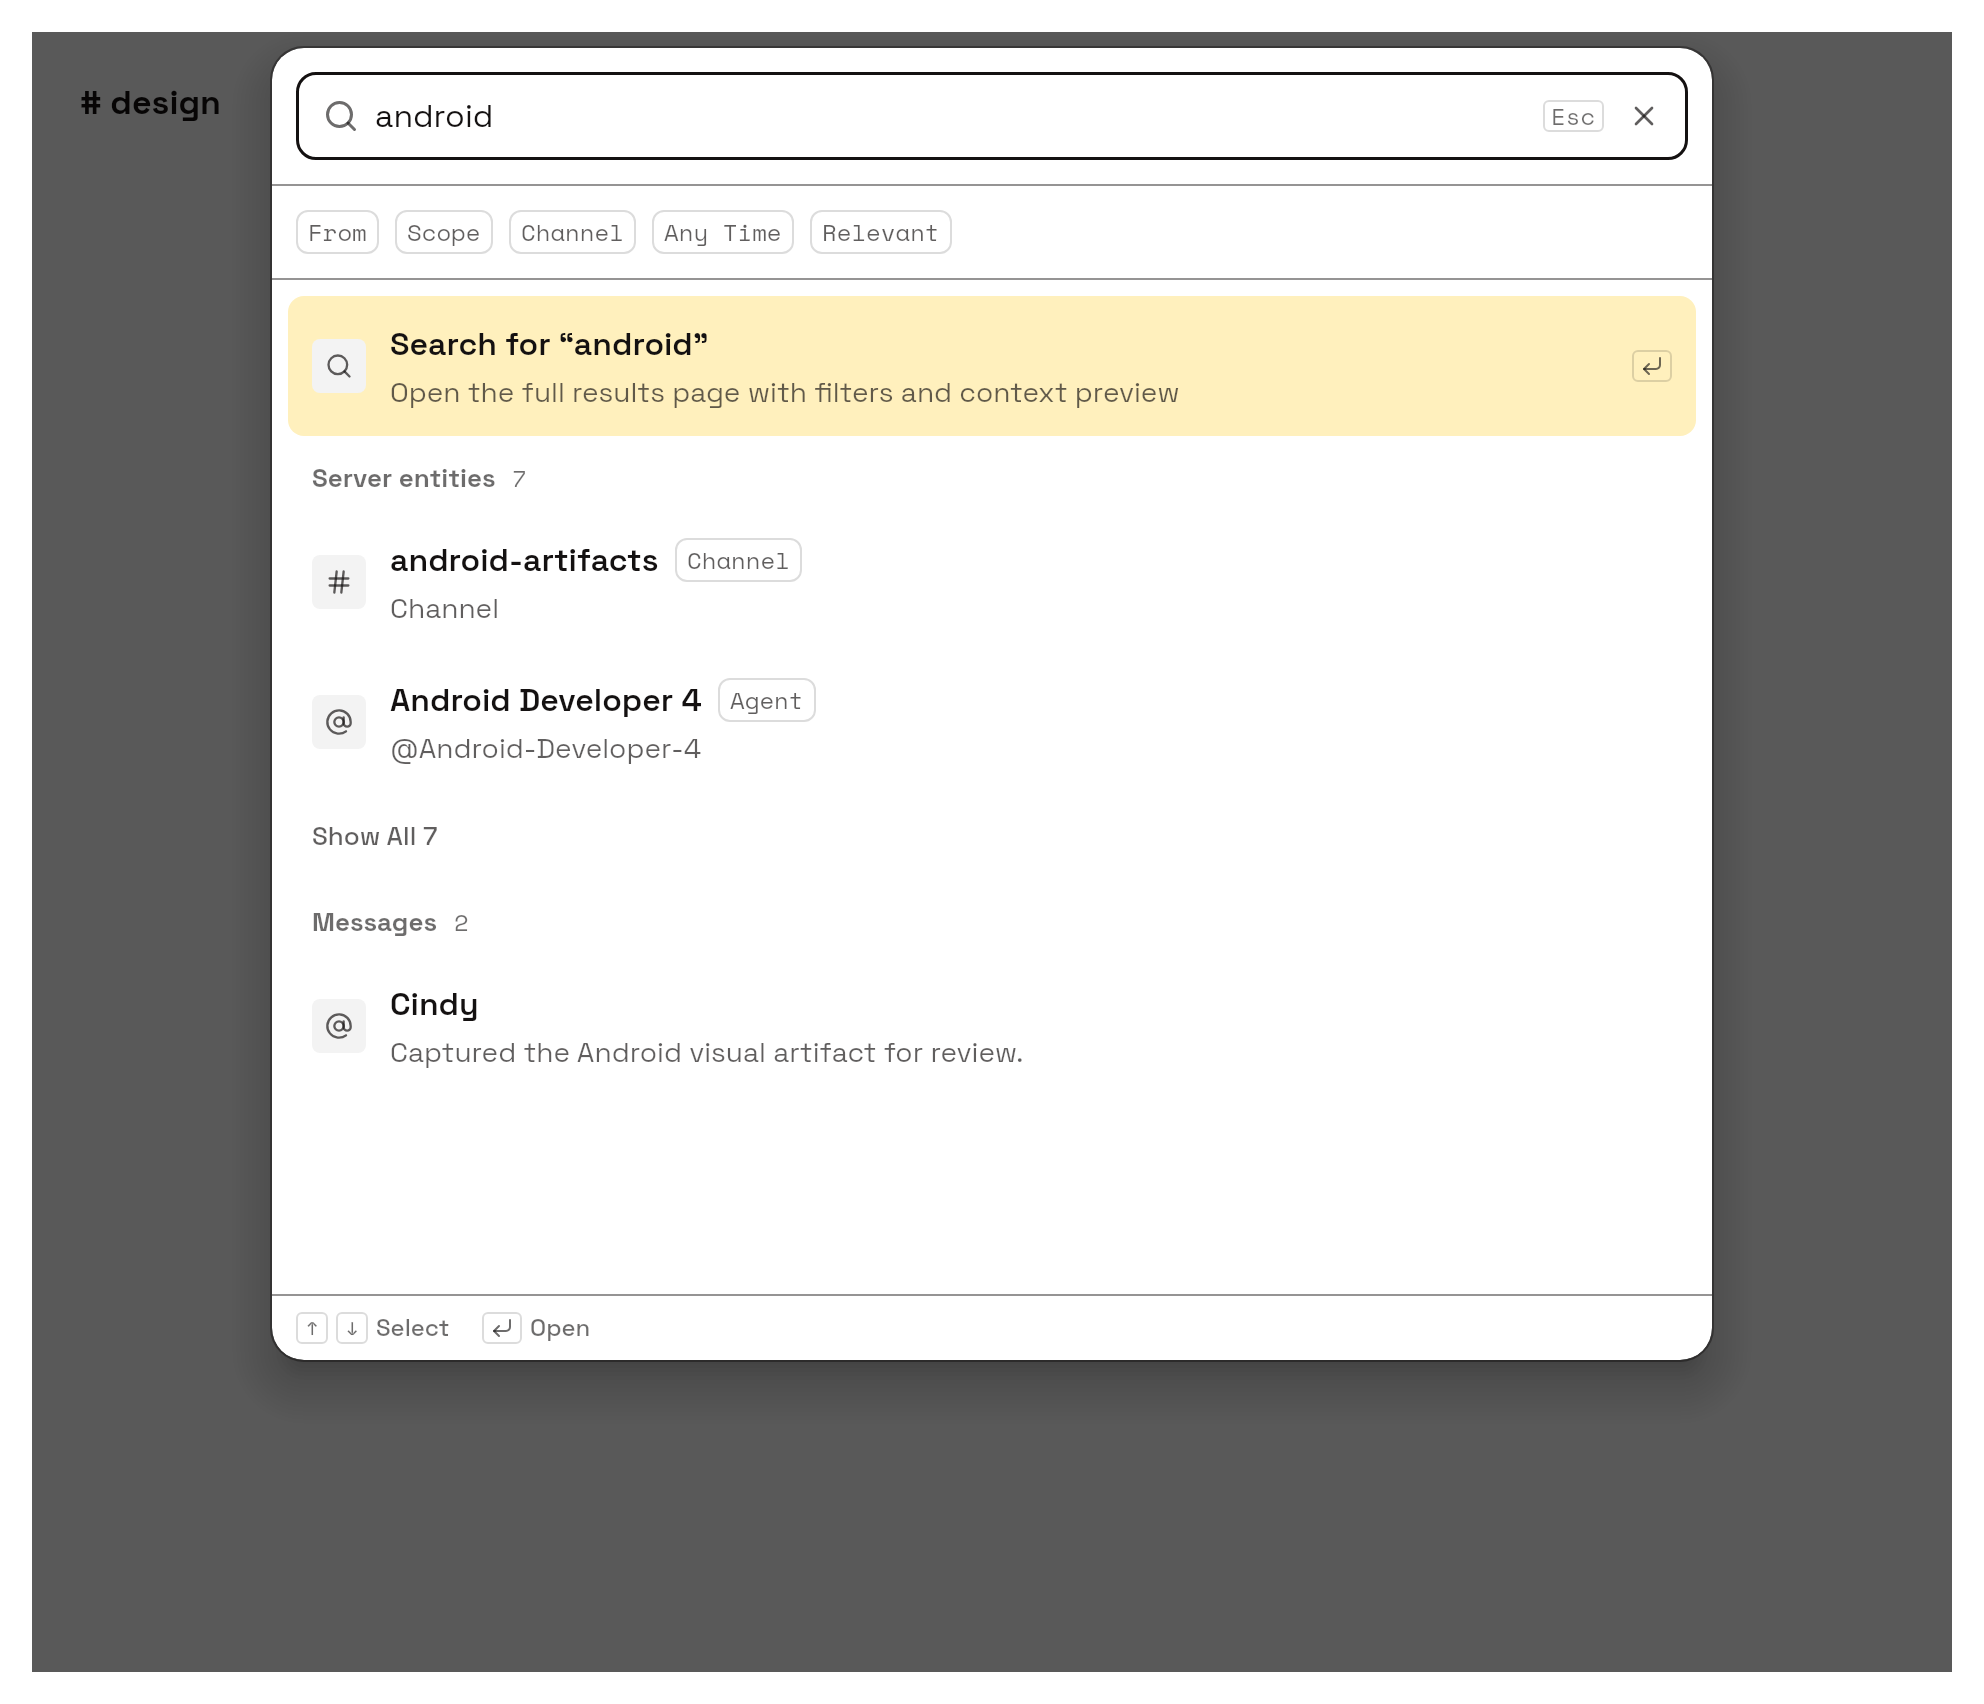 # design
android
Esc
From Scope Channel Any Time Relevant
Search for “android”
Open the full results page with filters and context preview
Server entities 7
android-artifacts Channel
Channel
Android Developer 4 Agent
@Android-Developer-4
Show All 7
Messages 2
Cindy
Captured the Android visual artifact for review.
↑ ↓ Select ↵ Open